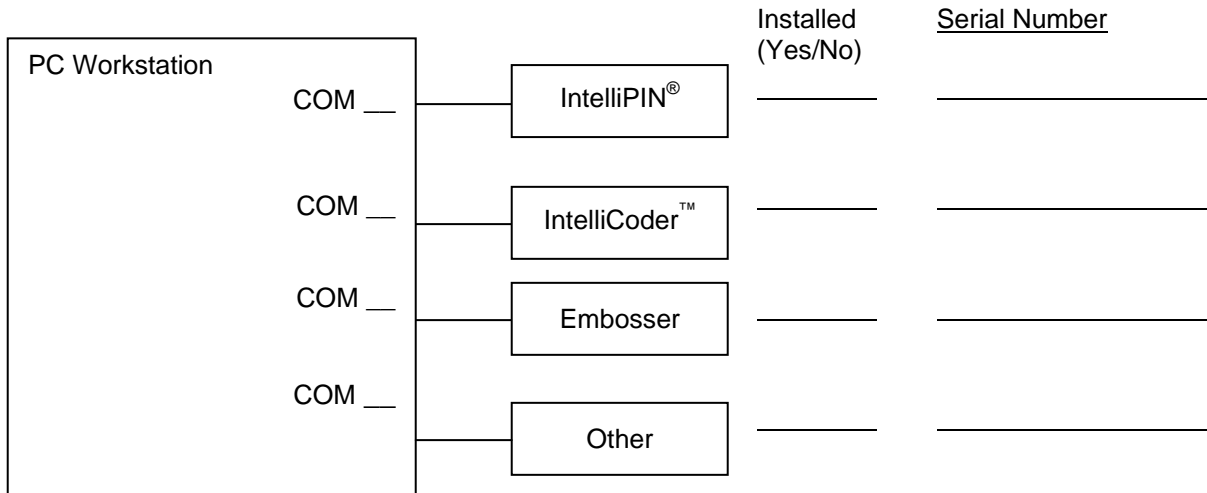 Installed
(Yes/No)
Serial Number
PC Workstation
COM __
IntelliPIN®
COM __
IntelliCoder™
COM __
Embosser
COM __
Other